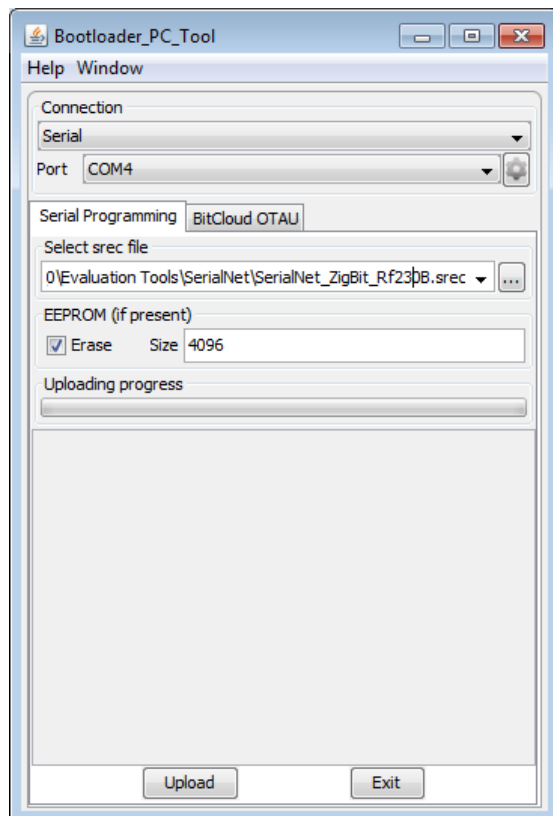 Bootloader_PC_Tool
Help Window
Connection
Serial
Port COM4
Serial Programming BitCloud OTAU
Select srec file
0\Evaluation Tools\SerialNet\SerialNet_ZigBit_Rf230B.srec ...
EEPROM (if present)
Erase Size 4096
Uploading progress
Upload Exit